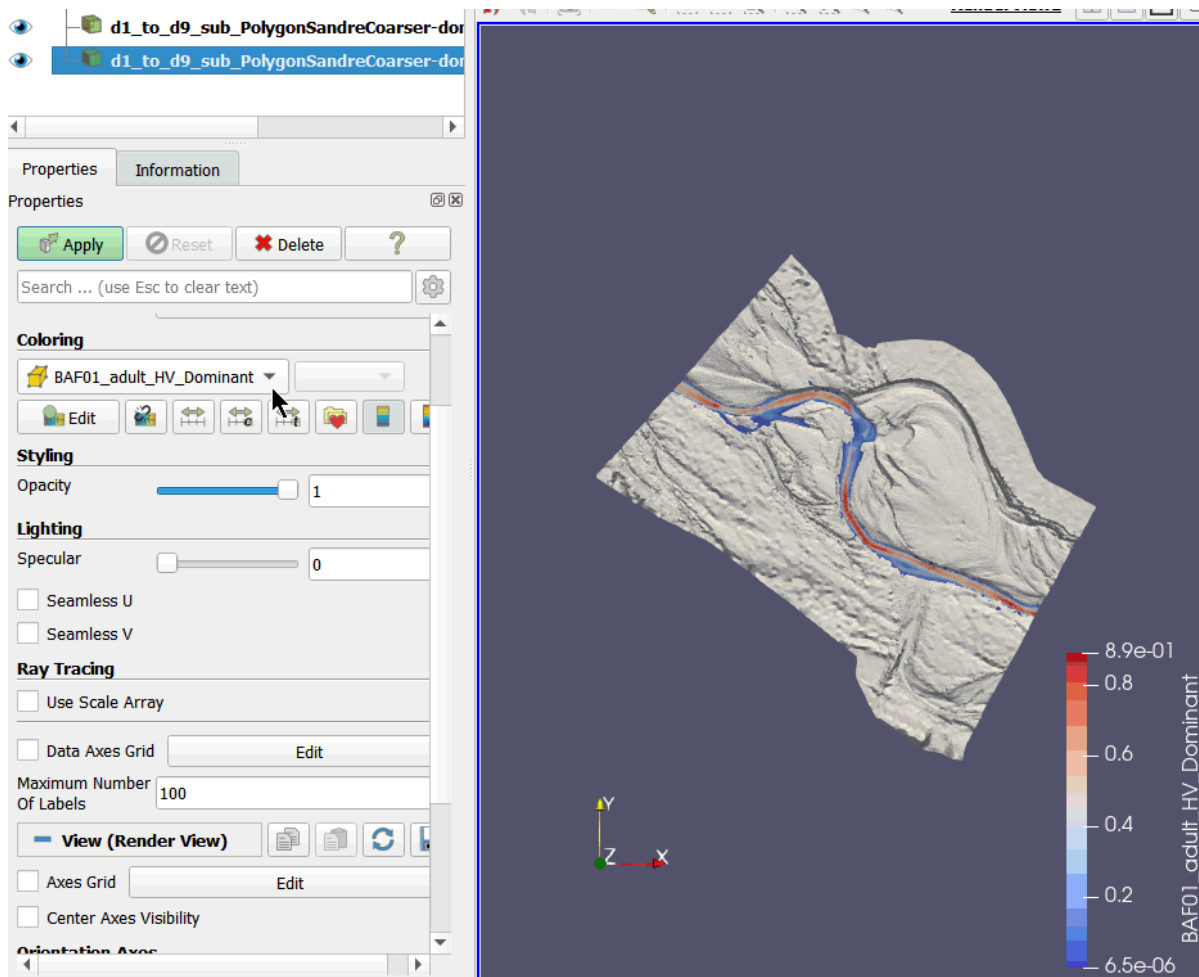 d1_to_d9_sub_PolygonSandreCoarser-dor
d1_to_d9_sub_PolygonSandreCoarser-dor
Properties
Information
Properties
Apply
Reset
Delete
?
Search ... (use Esc to clear text)
Coloring
BAF01_adult_HV_Dominant
Edit
Styling
Opacity
1
Lighting
Specular
0
Seamless U
Seamless V
Ray Tracing
Use Scale Array
Data Axes Grid
Edit
Maximum Number
Of Labels
100
View (Render View)
Axes Grid
Edit
Center Axes Visibility
Orientation Axes
Y
Z
X
8.9e-01
0.8
0.6
0.4
0.2
6.5e-06
BAF01_adult_HV_Dominant